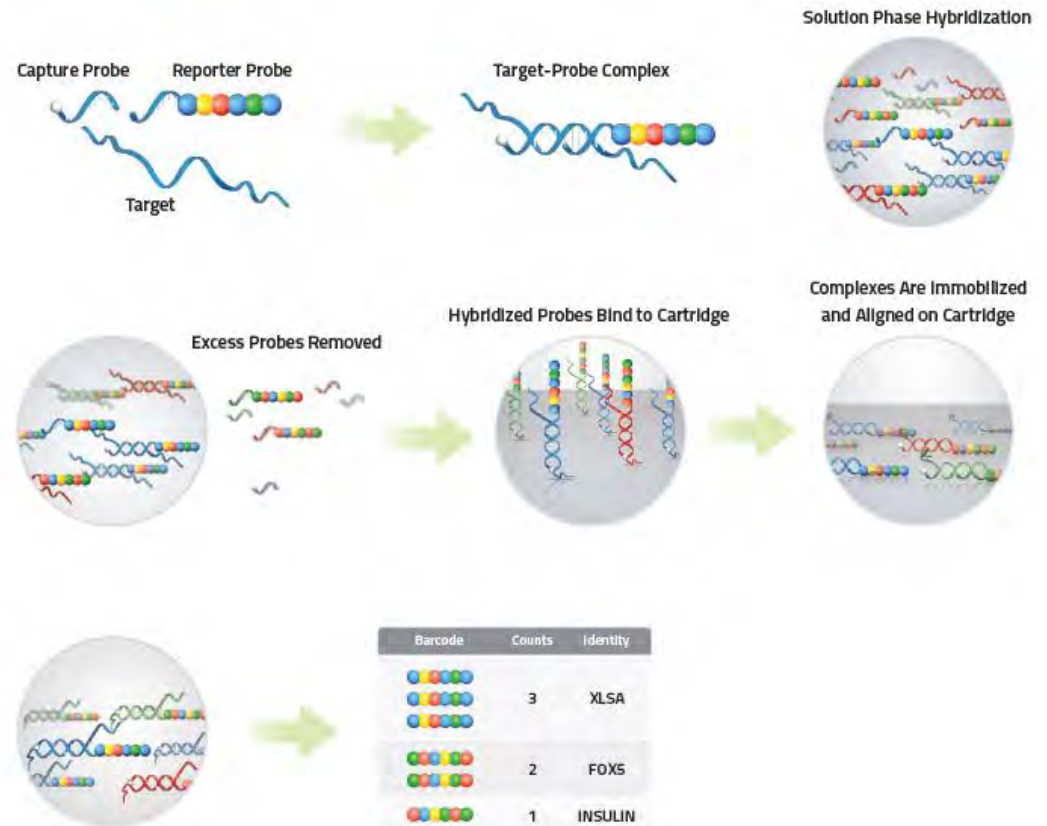 Solution Phase Hybridization
Capture Probe
Reporter Probe
Target-Probe Complex
Target
Complexes Are Immobilized
and Aligned on Cartridge
Hybridized Probes Bind to Cartridge
Excess Probes Removed
Barcode Counts Identity
3 XLSA
2 FOX5
1 INSULIN